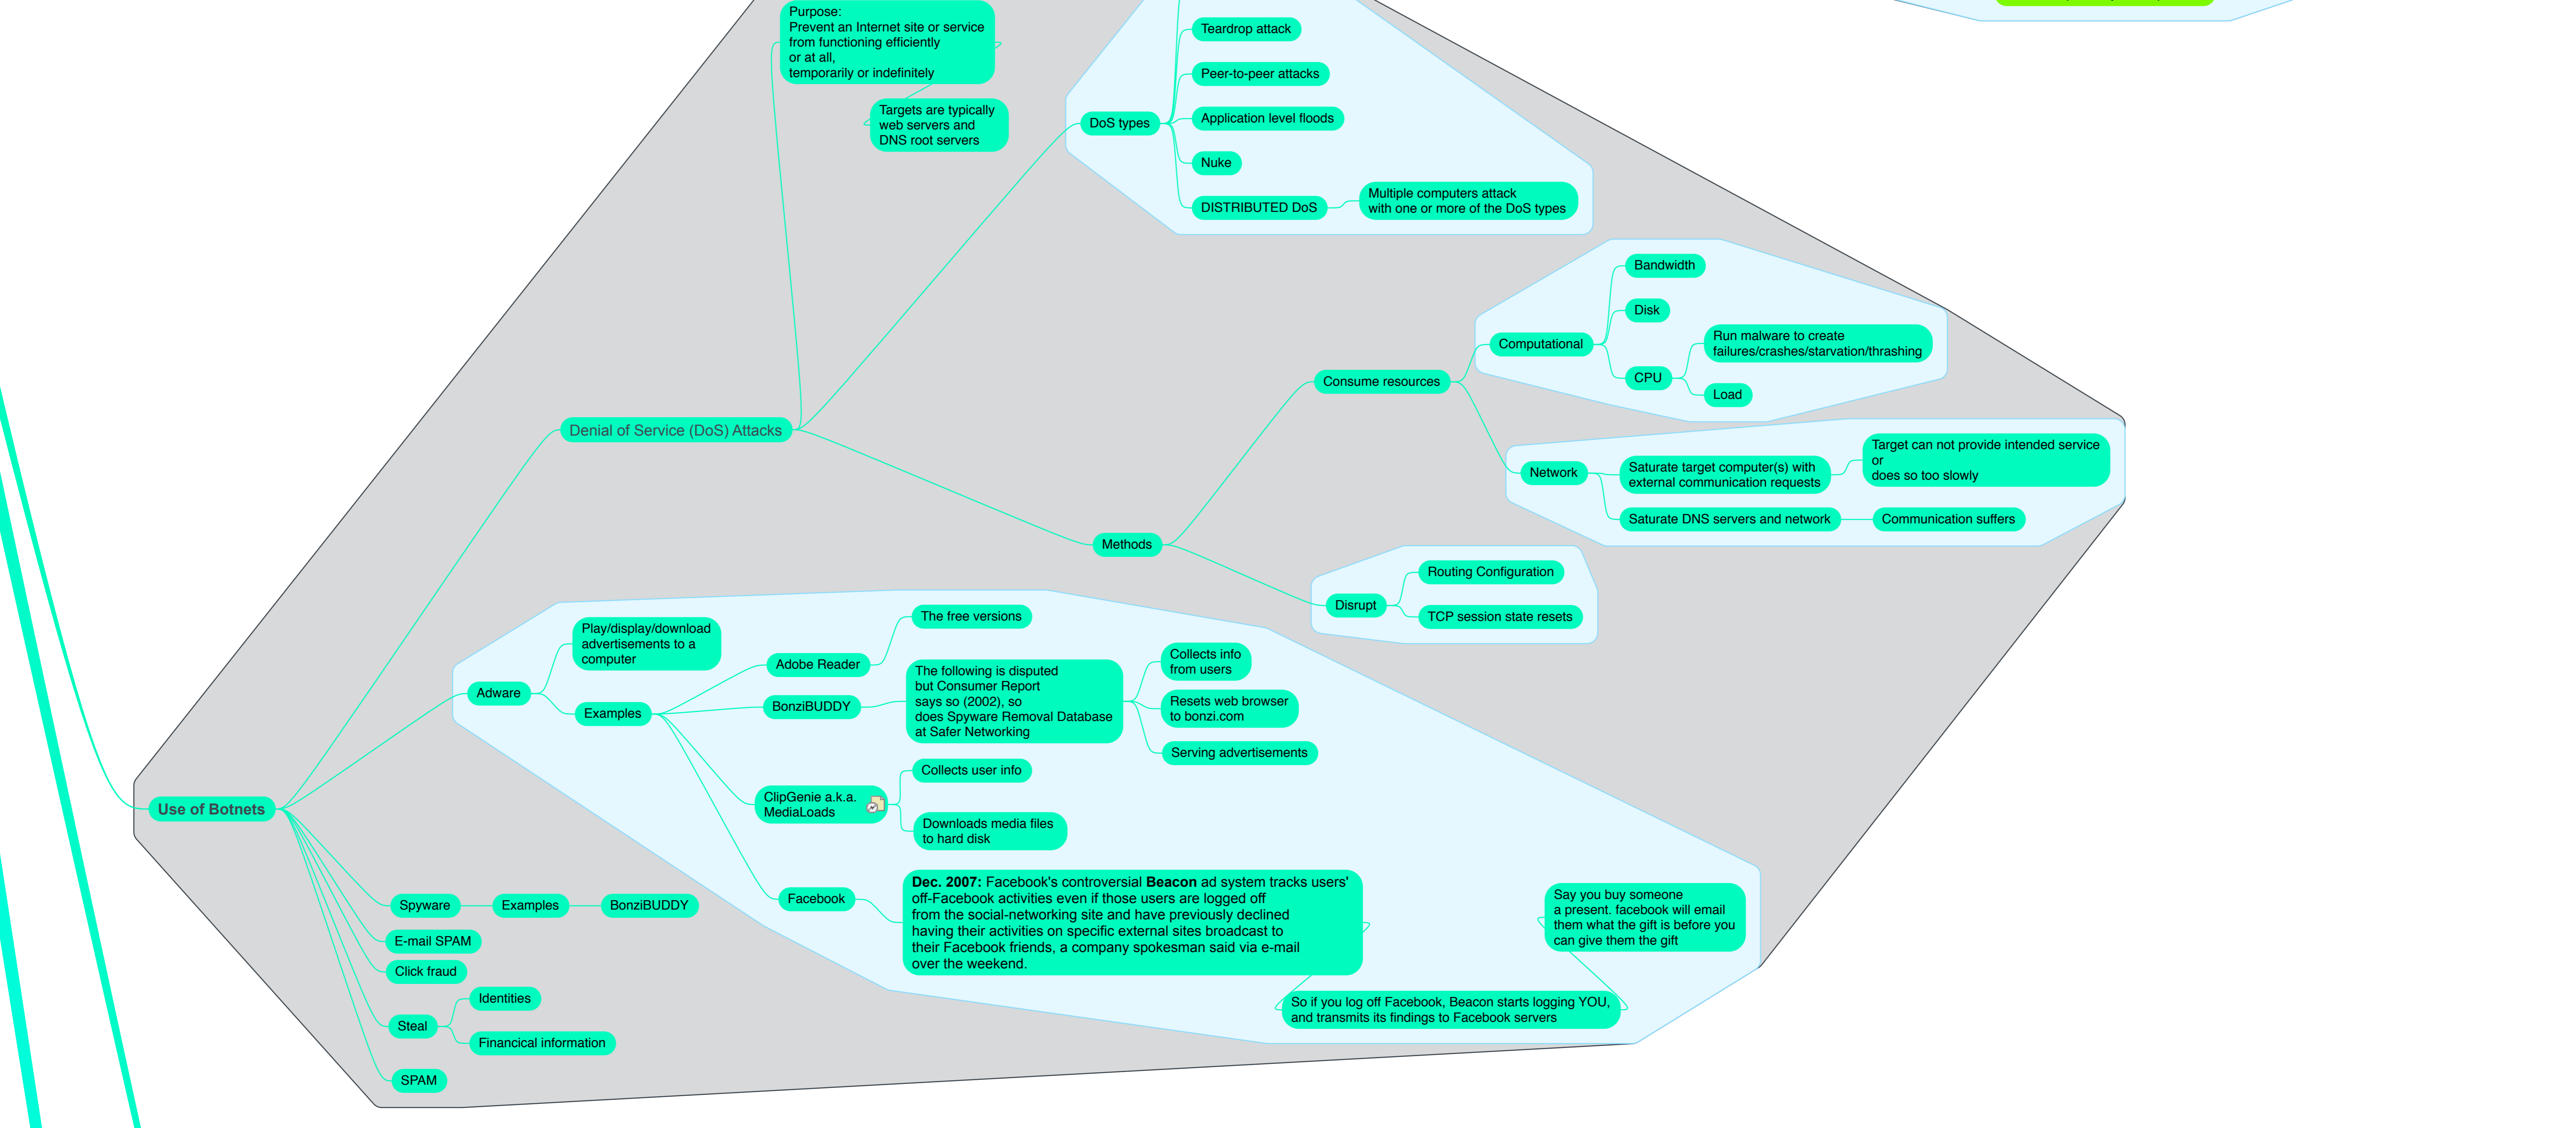 Purpose:
Prevent an Internet site or service
from functioning efficiently
or at all,
temporarily or indefinitely
Targets are typically
web servers and
DNS root servers
DoS types
Teardrop attack
Peer-to-peer attacks
Application level floods
Nuke
DISTRIBUTED DoS
Multiple computers attack
with one or more of the DoS types
Denial of Service (DoS) Attacks
Methods
Consume resources
Computational
Bandwidth
Disk
CPU
Run malware to create
failures/crashes/starvation/thrashing
Load
Network
Saturate target computer(s) with
external communication requests
Target can not provide intended service
or
does so too slowly
Saturate DNS servers and network
Communication suffers
Disrupt
Routing Configuration
TCP session state resets
Use of Botnets
Adware
Play/display/download
advertisements to a
computer
Examples
Adobe Reader
The free versions
BonziBUDDY
The following is disputed
but Consumer Report
says so (2002), so
does Spyware Removal Database
at Safer Networking
Collects info
from users
Resets web browser
to bonzi.com
Serving advertisements
ClipGenie a.k.a.
MediaLoads
Collects user info
Downloads media files
to hard disk
Facebook
Dec. 2007: Facebook's controversial Beacon ad system tracks users'
off-Facebook activities even if those users are logged off
from the social-networking site and have previously declined
having their activities on specific external sites broadcast to
their Facebook friends, a company spokesman said via e-mail
over the weekend.
So if you log off Facebook, Beacon starts logging YOU,
and transmits its findings to Facebook servers
Say you buy someone
a present. facebook will email
them what the gift is before you
can give them the gift
Spyware
Examples
BonziBUDDY
E-mail SPAM
Click fraud
Steal
Identities
Financical information
SPAM